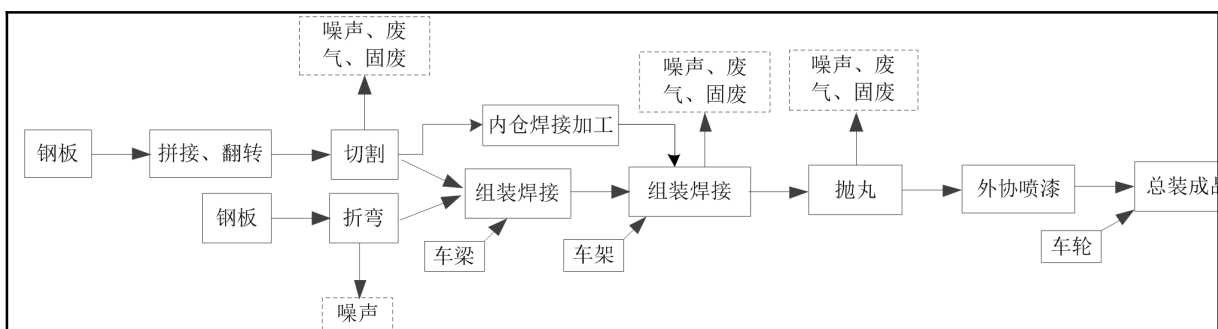 噪声、废
气、固废
噪声、废
气、固废
噪声、废
气、固废
内仓焊接加工
钢板
拼接、翻转
切割
组装焊接
组装焊接
抛丸
外协喷漆
总装成品
钢板
折弯
车梁
车架
车轮
噪声